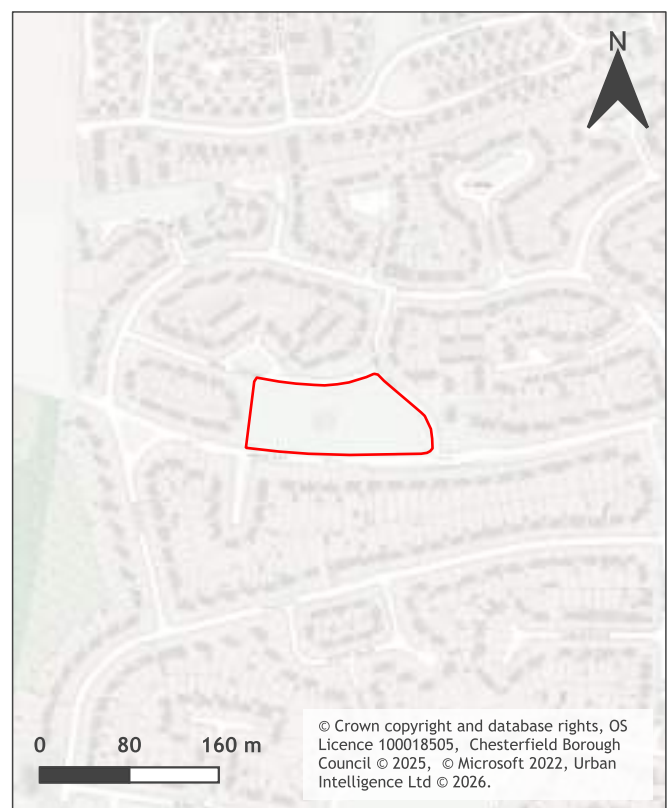 N
0 80 160 m
© Crown copyright and database rights, OS
Licence 100018505, Chesterfield Borough
Council © 2025, © Microsoft 2022, Urban
Intelligence Ltd © 2026.